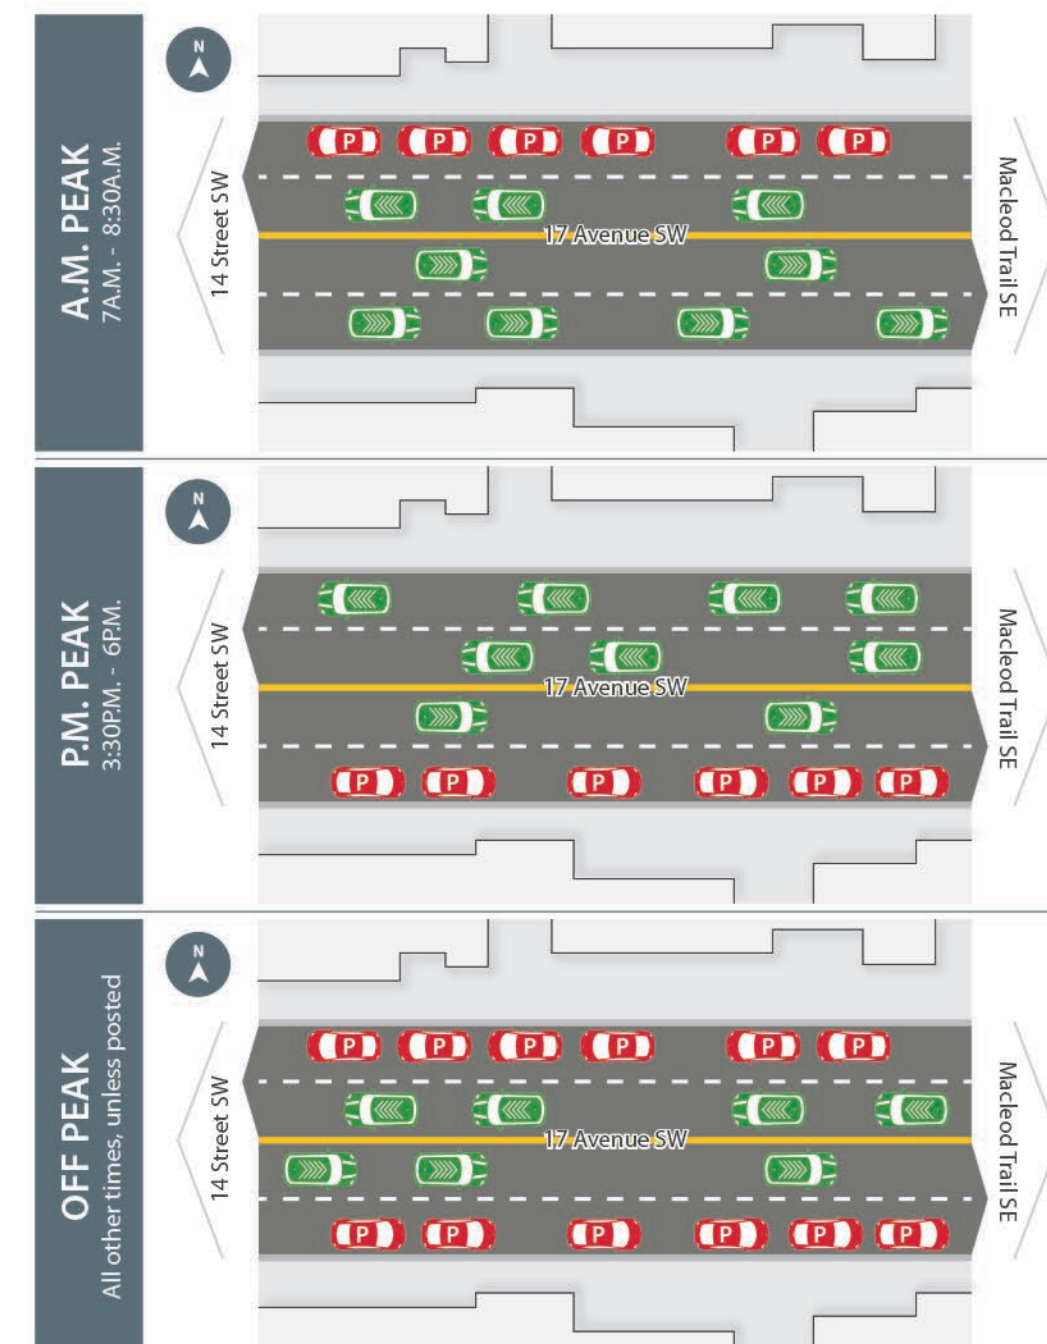 A.M. PEAK
7A.M. - 8:30A.M.
N
14 Street SW
P P P P P P
17 Avenue SW
Macleod Trail SE
P.M. PEAK
3:30P.M. - 6P.M.
N
14 Street SW
17 Avenue SW
P P P P P P
Macleod Trail SE
OFF PEAK
All other times, unless posted
N
14 Street SW
P P P P P P
17 Avenue SW
P P P P P P
Macleod Trail SE